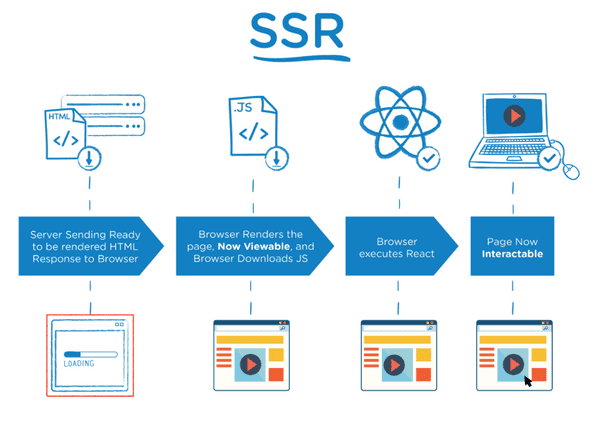 SSR
HTML
</>
.JS
</>
Server Sending Ready
to be rendered HTML
Response to Browser
Browser Renders the
page, Now Viewable, and
Browser Downloads JS
Browser
executes React
Page Now
Interactable
LOADING